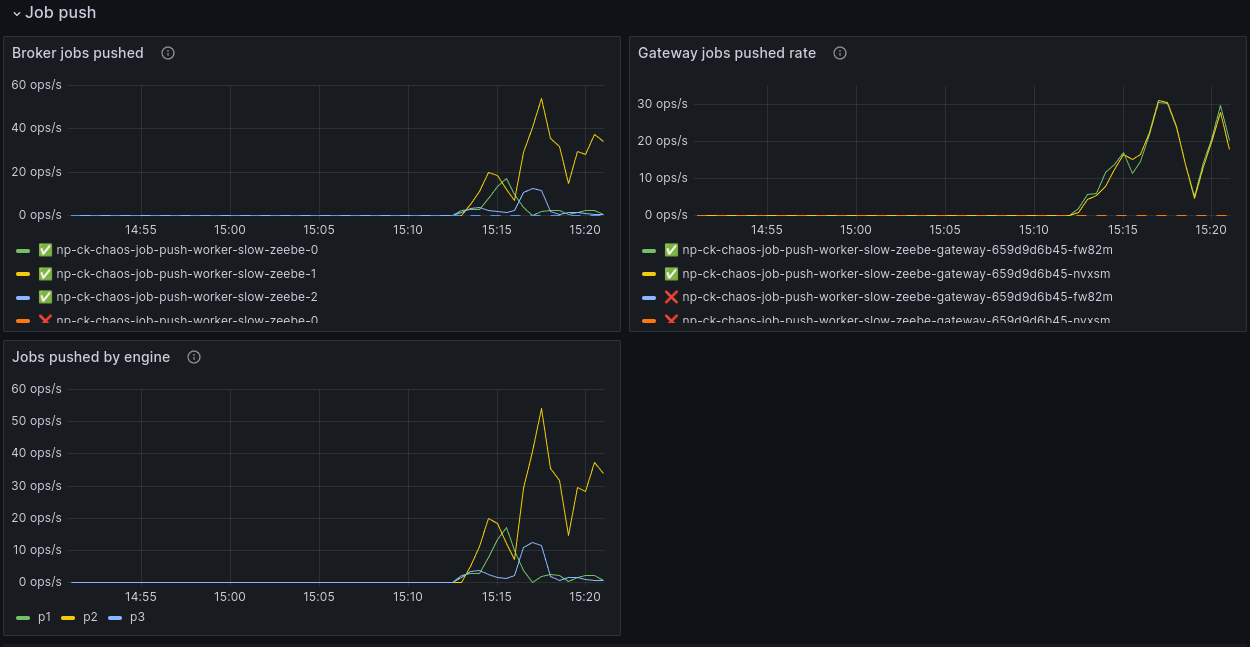 Job push
Broker jobs pushed
60 ops/s
40 ops/s
20 ops/s
0 ops/s
14:55 15:00 15:05 15:10 15:15 15:20
✅ np-ck-chaos-job-push-worker-slow-zeebe-0
✅ np-ck-chaos-job-push-worker-slow-zeebe-1
✅ np-ck-chaos-job-push-worker-slow-zeebe-2
❌ np-ck-chaos-job-push-worker-slow-zeebe-0
Gateway jobs pushed rate
30 ops/s
20 ops/s
10 ops/s
0 ops/s
14:55 15:00 15:05 15:10 15:15 15:20
✅ np-ck-chaos-job-push-worker-slow-zeebe-gateway-659d9d6b45-fw82m
✅ np-ck-chaos-job-push-worker-slow-zeebe-gateway-659d9d6b45-nvxsm
❌ np-ck-chaos-job-push-worker-slow-zeebe-gateway-659d9d6b45-fw82m
❌ np-ck-chaos-job-push-worker-slow-zeebe-gateway-659d9d6b45-nvxsm
Jobs pushed by engine
60 ops/s
50 ops/s
40 ops/s
30 ops/s
20 ops/s
10 ops/s
0 ops/s
14:55 15:00 15:05 15:10 15:15 15:20
p1 p2 p3